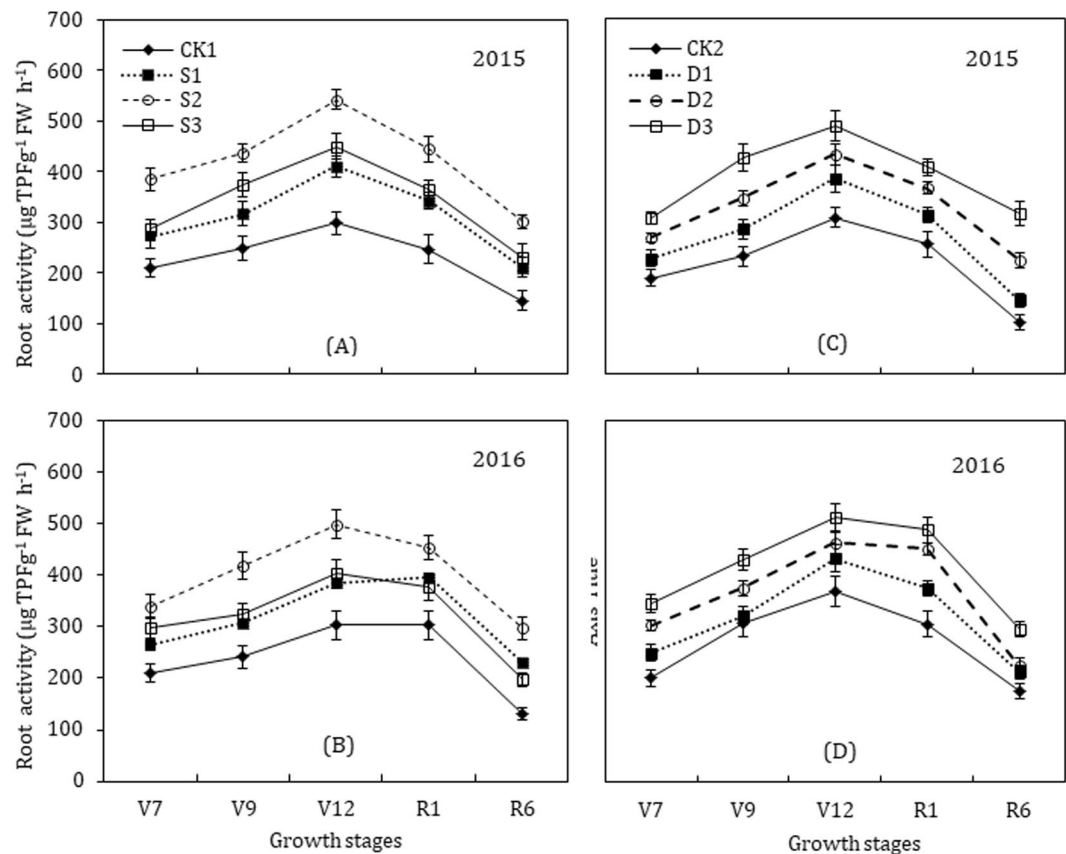 700
600
500
400
300
200
100
0
Root activity (µg TPFg⁻¹ FW h⁻¹)
CK1
S1
S2
S3
2015
(A)
CK2
D1
D2
D3
2015
(C)
700
600
500
400
300
200
100
0
Root activity (µg TPFg⁻¹ FW h⁻¹)
2016
(B)
V7 V9 V12 R1 R6
Growth stages
2016
(D)
V7 V9 V12 R1 R6
Growth stages